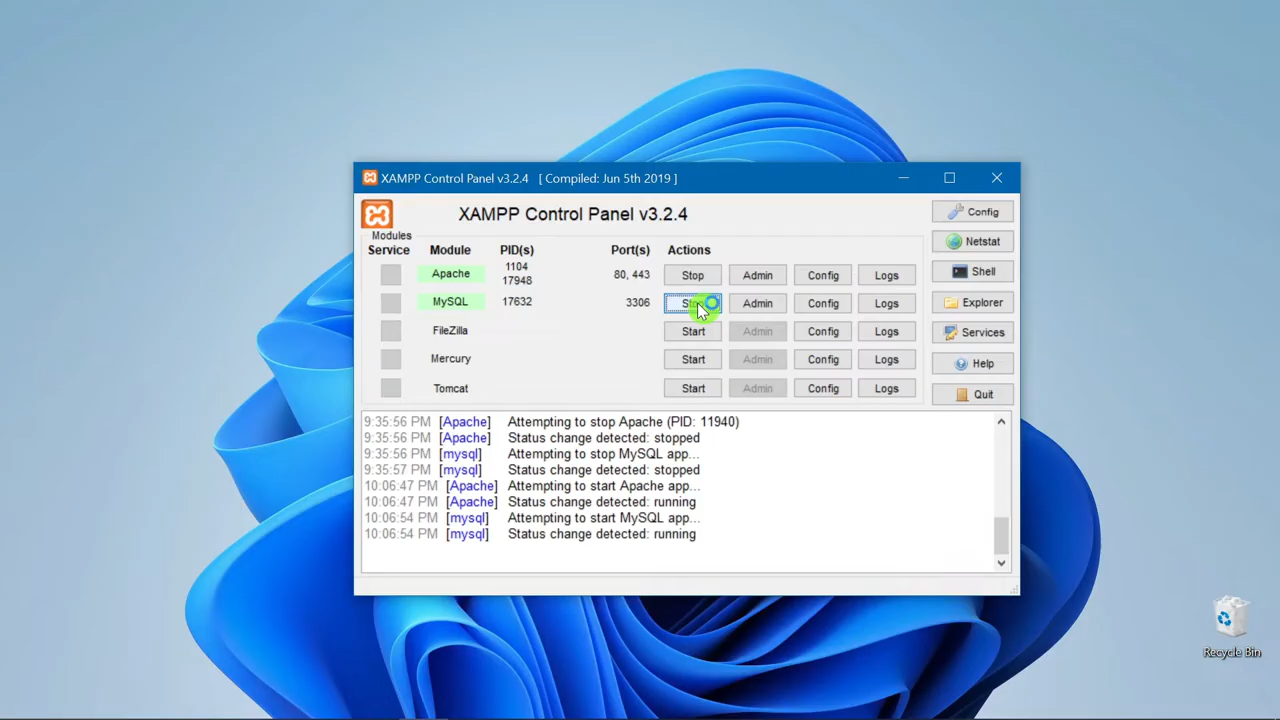 XAMPP Control Panel v3.2.4 [ Compiled: Jun 5th 2019 ]
XAMPP Control Panel v3.2.4
Config
Modules
Service Module PID(s) Port(s) Actions
Netstat
Apache 1104 17948 80, 443 Stop Admin Config Logs
Shell
MySQL 17632 3306 Admin Config Logs
Explorer
FileZilla Start Admin Config Logs
Services
Mercury Start Admin Config Logs
Help
Tomcat Start Admin Config Logs
Quit
9:35:56 PM [Apache] Attempting to stop Apache (PID: 11940)
9:35:56 PM [Apache] Status change detected: stopped
9:35:56 PM [mysql] Attempting to stop MySQL app...
9:35:57 PM [mysql] Status change detected: stopped
10:06:47 PM [Apache] Attempting to start Apache app...
10:06:47 PM [Apache] Status change detected: running
10:06:54 PM [mysql] Attempting to start MySQL app...
10:06:54 PM [mysql] Status change detected: running
Recycle Bin